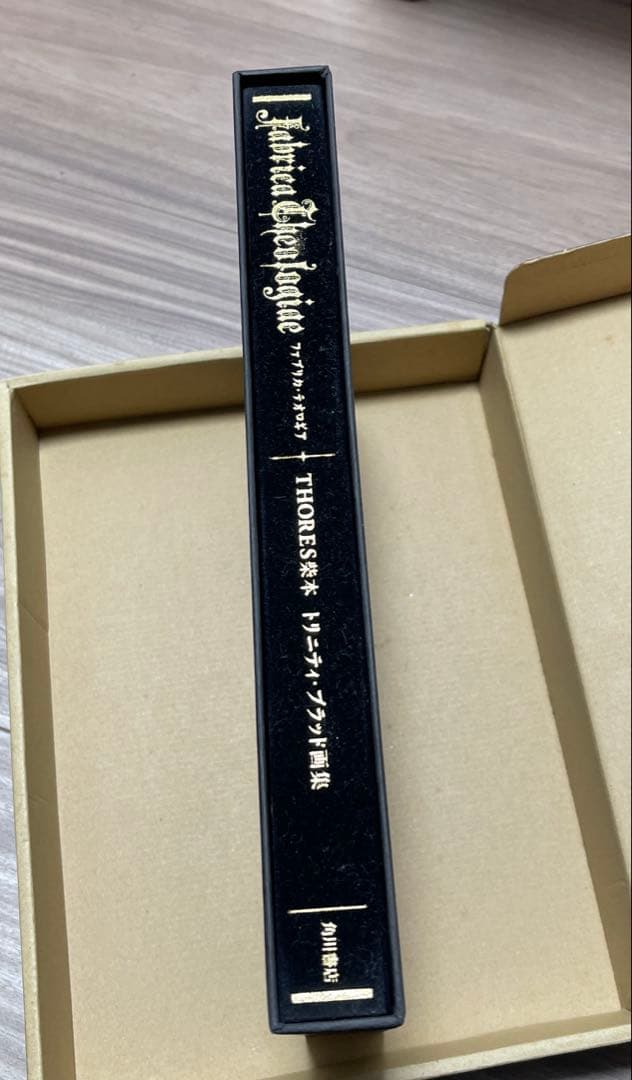 Fabrica Theologiae
ファブリカ・テオロギア
THORES柴本 トリニティ・ブラッド画集
角川書店